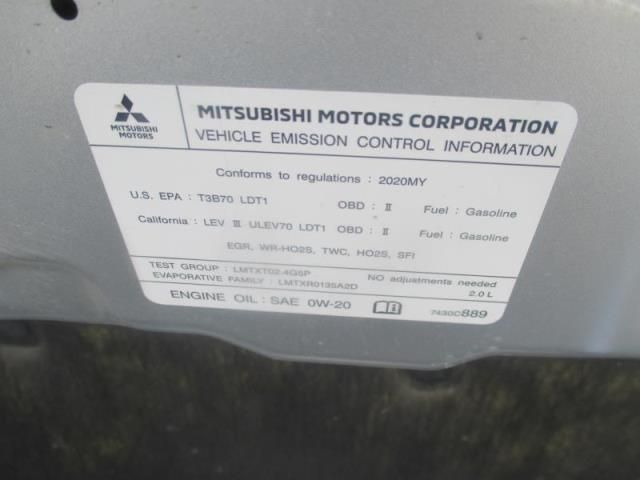 MITSUBISHI MOTORS
MITSUBISHI MOTORS CORPORATION
VEHICLE EMISSION CONTROL INFORMATION
Conforms to regulations : 2020MY
U.S. EPA : T3B70 LDT1 OBD : II Fuel : Gasoline
California : LEV III ULEV70 LDT1 OBD : II Fuel : Gasoline
EGR, WR-HO2S, TWC, HO2S, SFI
TEST GROUP : LMTXT02.4G5P NO adjustments needed
EVAPORATIVE FAMILY : LMTXR0135A2D 2.0 L
ENGINE OIL : SAE 0W-20 7430C889